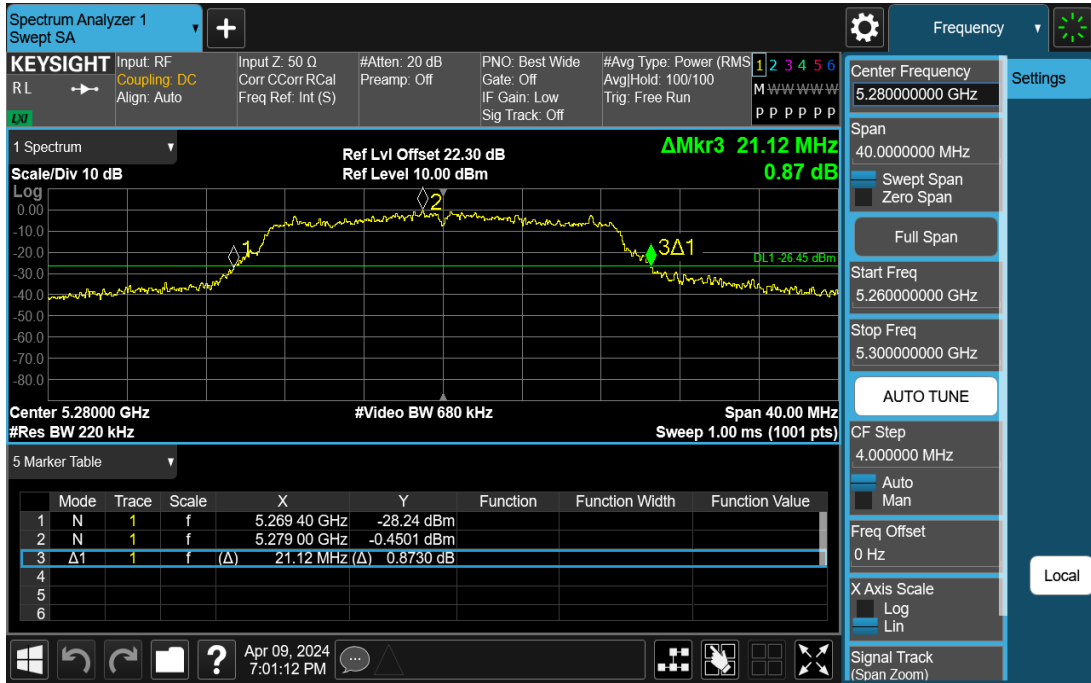 Spectrum Analyzer 1
Swept SA
+
Frequency
KEYSIGHT
RL
LXI
Input: RF
Coupling: DC
Align: Auto
Input Z: 50 Ω
Corr CCorr RCal
Freq Ref: Int (S)
#Atten: 20 dB
Preamp: Off
PNO: Best Wide
Gate: Off
IF Gain: Low
Sig Track: Off
#Avg Type: Power (RMS
Avg|Hold: 100/100
Trig: Free Run
1 2 3 4 5 6
M W W W W W
P P P P P P
1 Spectrum
Scale/Div 10 dB
Ref Lvl Offset 22.30 dB
Ref Level 10.00 dBm
ΔMkr3 21.12 MHz
0.87 dB
Log
0.00
-10.0
-20.0
-30.0
-40.0
-50.0
-60.0
-70.0
-80.0
1
2
3Δ1
DL1 -26.45 dBm
Center 5.28000 GHz
#Video BW 680 kHz
Span 40.00 MHz
#Res BW 220 kHz
Sweep 1.00 ms (1001 pts)
5 Marker Table
Mode Trace Scale X Y Function Function Width Function Value
1 N 1 f 5.269 40 GHz -28.24 dBm
2 N 1 f 5.279 00 GHz -0.4501 dBm
3 Δ1 1 f (Δ) 21.12 MHz (Δ) 0.8730 dB
4
5
6
?
Apr 09, 2024
7:01:12 PM
Center Frequency
5.280000000 GHz
Span
40.0000000 MHz
Swept Span
Zero Span
Full Span
Start Freq
5.260000000 GHz
Stop Freq
5.300000000 GHz
AUTO TUNE
CF Step
4.000000 MHz
Auto
Man
Freq Offset
0 Hz
X Axis Scale
Log
Lin
Signal Track
(Span Zoom)
Settings
Local